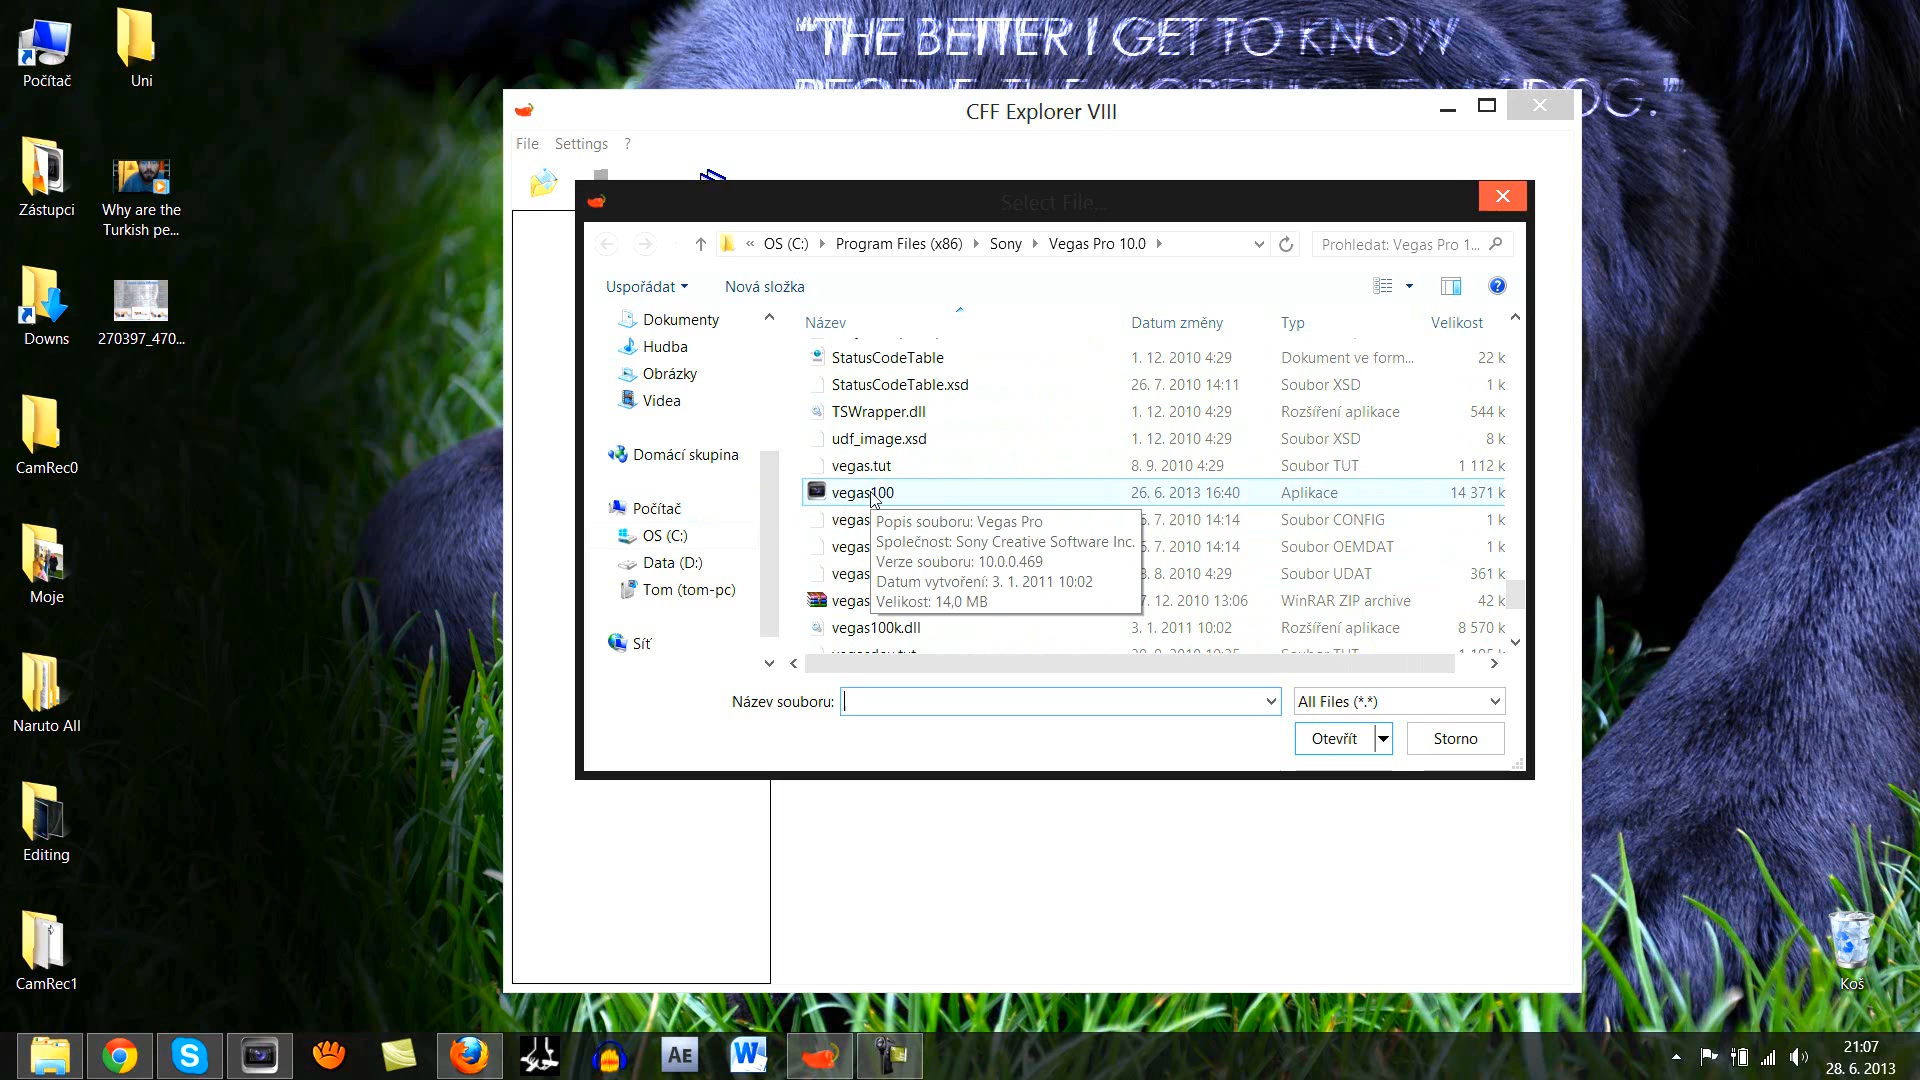 "THE BETTER I GET TO KNOW
DOG."
Počítač
Uni
Zástupci
Why are the
Turkish pe...
Downs
270397_470...
CamRec0
Moje
Naruto All
Editing
CamRec1
Koš
CFF Explorer VIII
File Settings ?
Select File...
« OS (C:) Program Files (x86) Sony Vegas Pro 10.0
Prohledat: Vegas Pro 1...
Uspořádat Nová složka
Dokumenty
Hudba
Obrázky
Videa
Domácí skupina
Počítač
OS (C:)
Data (D:)
Tom (tom-pc)
Síť
Název Datum změny Typ Velikost
StatusCodeTable 1. 12. 2010 4:29 Dokument ve form... 22 k
StatusCodeTable.xsd 26. 7. 2010 14:11 Soubor XSD 1 k
TSWrapper.dll 1. 12. 2010 4:29 Rozšíření aplikace 544 k
udf_image.xsd 1. 12. 2010 4:29 Soubor XSD 8 k
vegas.tut 8. 9. 2010 4:29 Soubor TUT 1 112 k
vegas100 26. 6. 2013 16:40 Aplikace 14 371 k
vegas . 7. 2010 14:14 Soubor CONFIG 1 k
vegas . 7. 2010 14:14 Soubor OEMDAT 1 k
vegas . 8. 2010 4:29 Soubor UDAT 361 k
vegas 7. 12. 2010 13:06 WinRAR ZIP archive 42 k
vegas100k.dll 3. 1. 2011 10:02 Rozšíření aplikace 8 570 k
Popis souboru: Vegas Pro
Společnost: Sony Creative Software Inc.
Verze souboru: 10.0.0.469
Datum vytvoření: 3. 1. 2011 10:02
Velikost: 14,0 MB
Název souboru:
All Files (*.*)
Otevřít
Storno
AE
W
21:07
28. 6. 2013